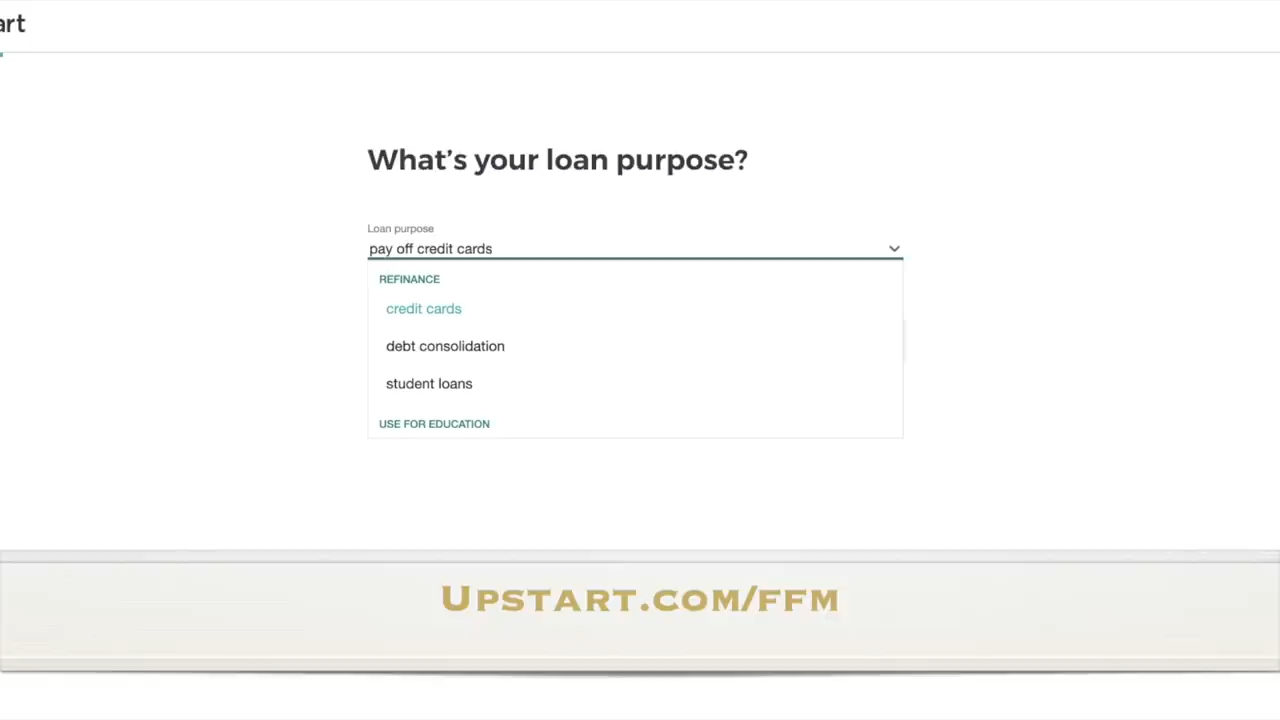 art
What's your loan purpose?
Loan purpose
pay off credit cards
REFINANCE
credit cards
debt consolidation
student loans
USE FOR EDUCATION
UPSTART.COM/FFM